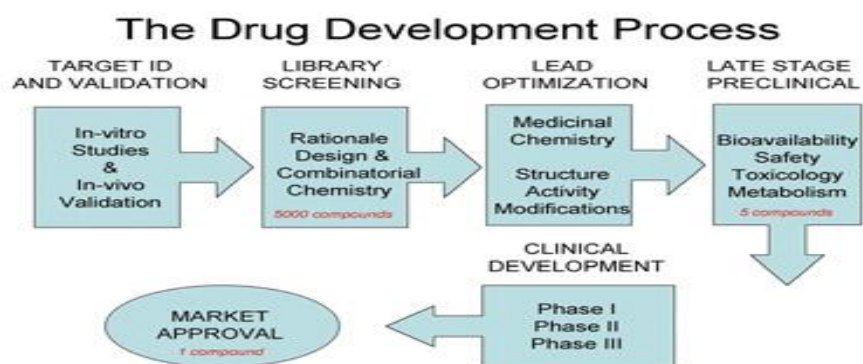 The Drug Development Process
TARGET ID
AND VALIDATION
In-vitro
Studies
&
In-vivo
Validation
LIBRARY
SCREENING
Rationale
Design &
Combinatorial
Chemistry
5000 compounds
LEAD
OPTIMIZATION
Medicinal
Chemistry
Structure
Activity
Modifications
LATE STAGE
PRECLINICAL
Bioavailability
Safety
Toxicology
Metabolism
5 compounds
CLINICAL
DEVELOPMENT
Phase I
Phase II
Phase III
MARKET
APPROVAL
1 compound